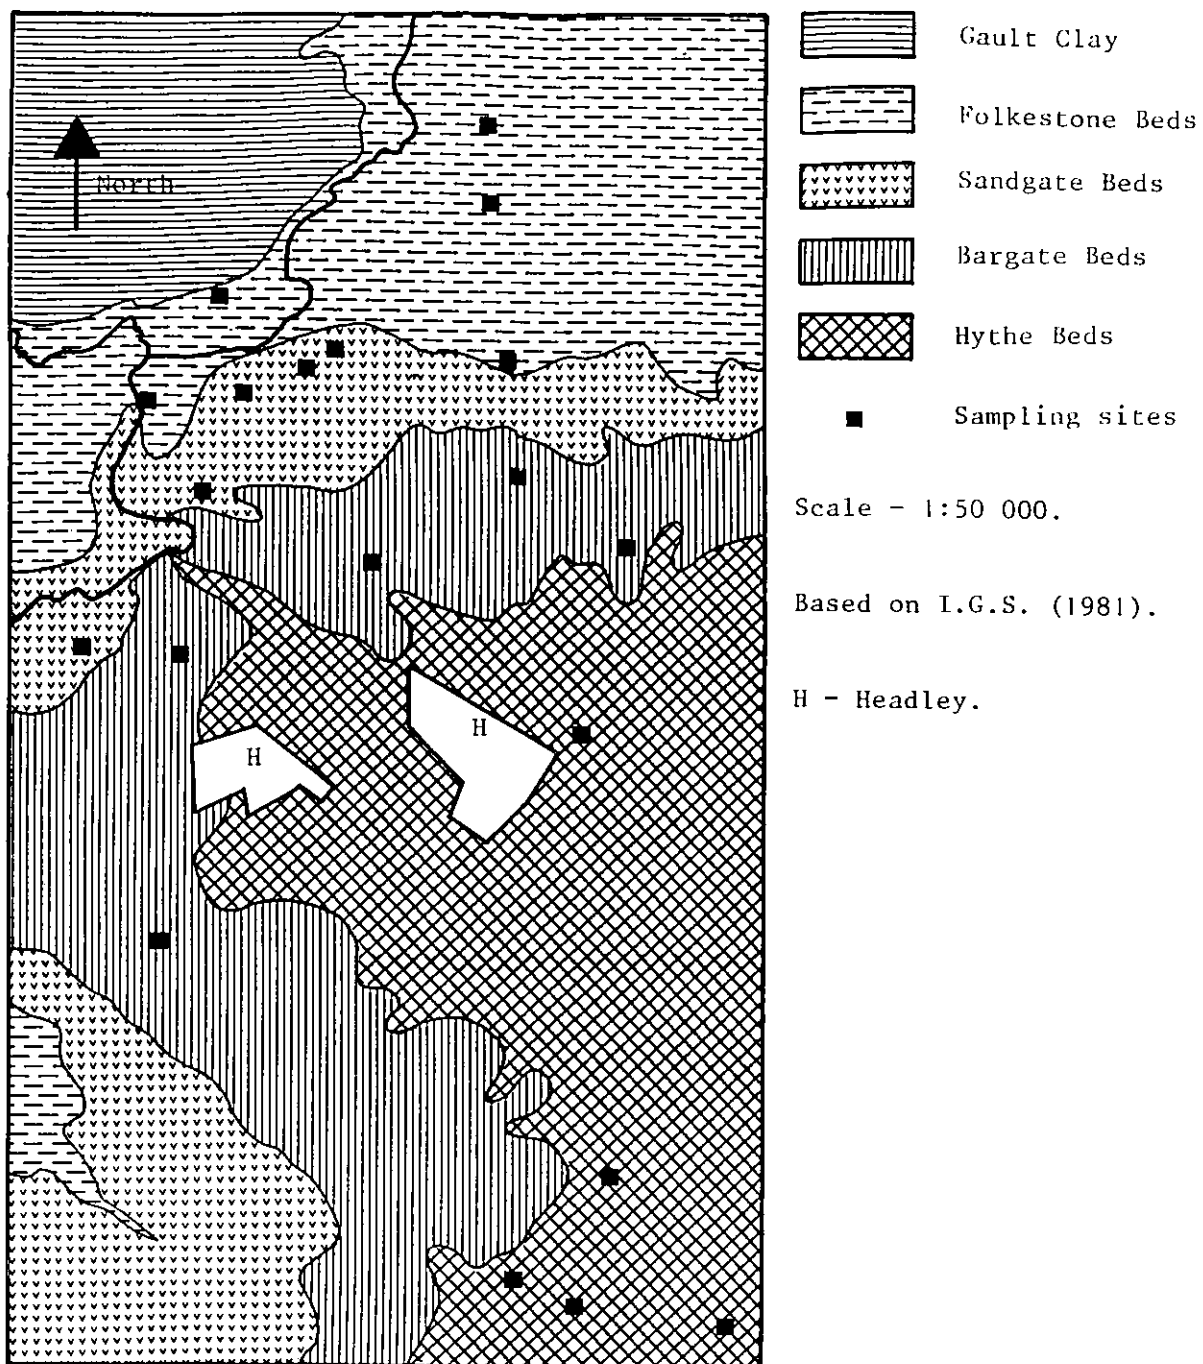 North
H
H
Gault Clay
Folkestone Beds
Sandgate Beds
Bargate Beds
Hythe Beds
Sampling sites
Scale - 1:50 000.
Based on I.G.S. (1981).
H - Headley.